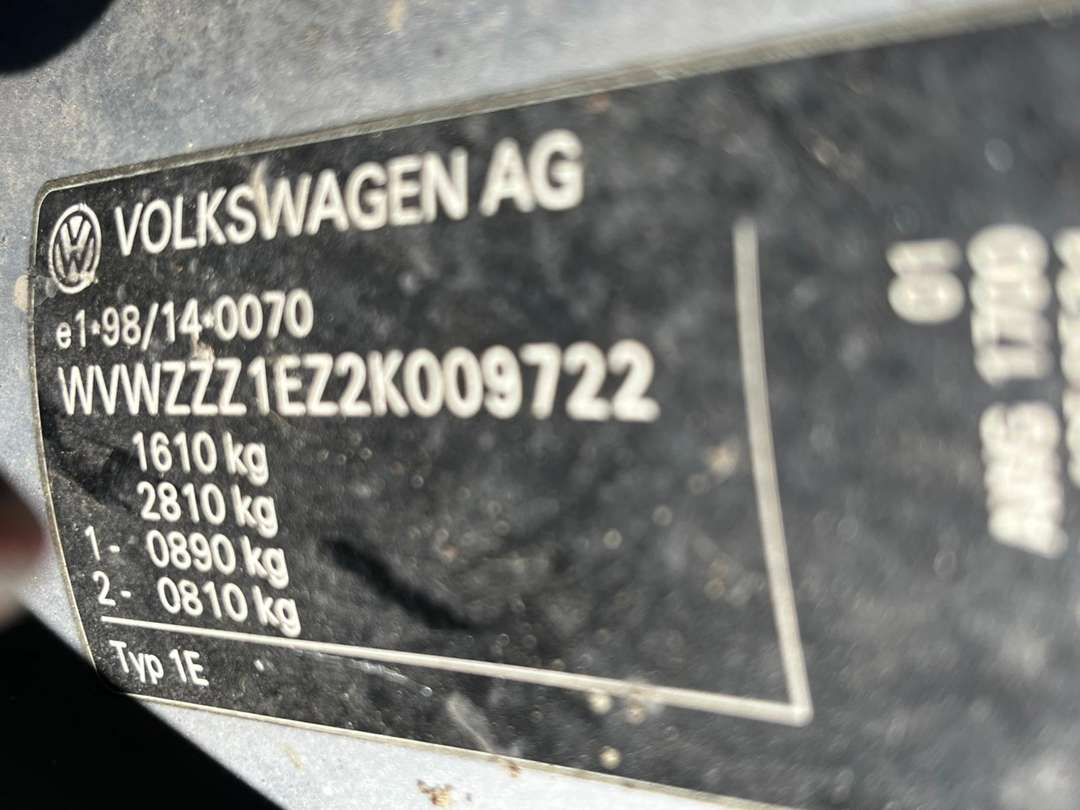 VOLKSWAGEN AG
e1*98/14*0070
WVWZZZ1EZ2K009722
1610 kg
2810 kg
1- 0890 kg
2- 0810 kg
Typ 1E